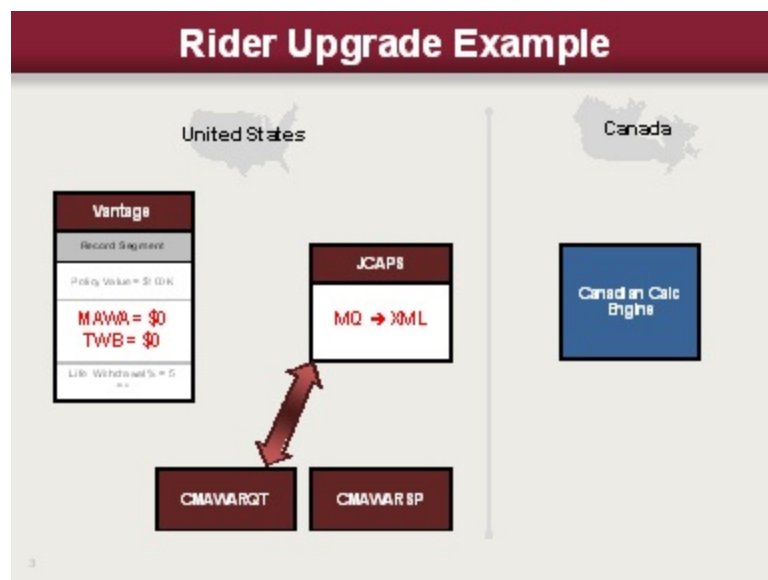 Rider Upgrade Example
United States
Canada
Vantage
Record Segment
Policy Value = $100K
MAWA = $0
TWB = $0
Life Withdrawal's = 5
JCAPS
MQ ➔ XML
Canadian Calc
Engine
CMAWARQT
CMAWARSP
3